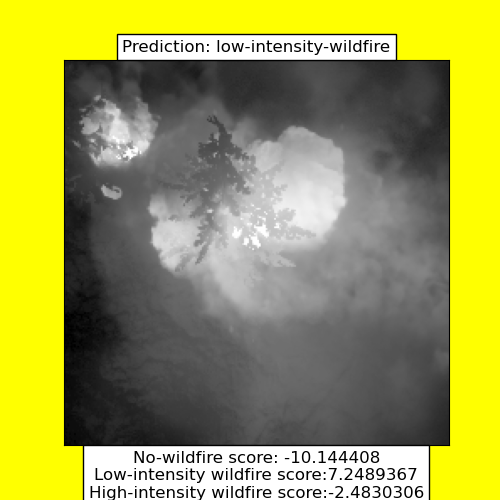 Prediction: low-intensity-wildfire
No-wildfire score: -10.144408
Low-intensity wildfire score:7.2489367
High-intensity wildfire score:-2.4830306